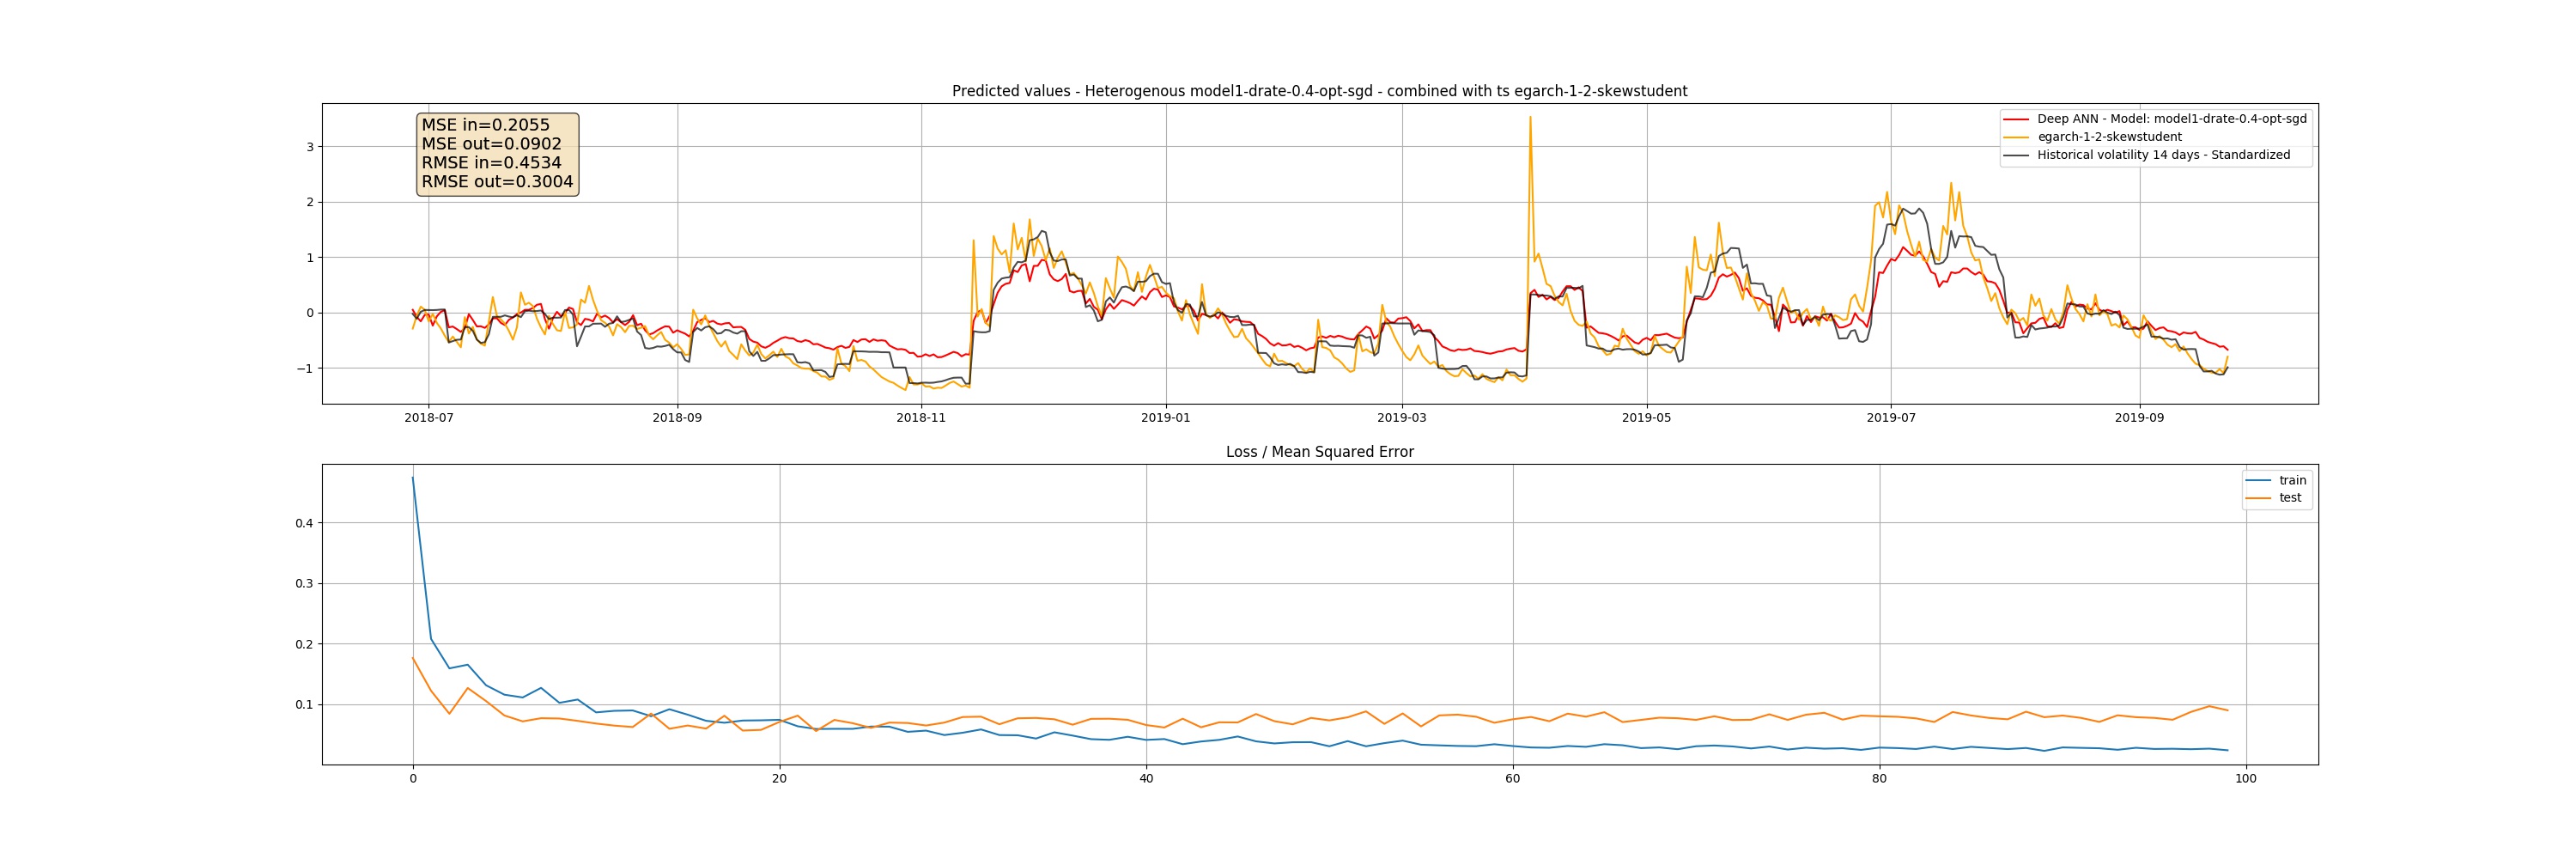 Predicted values - Heterogenous model1-drate-0.4-opt-sgd - combined with ts egarch-1-2-skewstudent
MSE in=0.2055
MSE out=0.0902
RMSE in=0.4534
RMSE out=0.3004
Deep ANN - Model: model1-drate-0.4-opt-sgd
egarch-1-2-skewstudent
Historical volatility 14 days - Standardized
3
2
1
0
−1
2018-07 2018-09 2018-11 2019-01 2019-03 2019-05 2019-07 2019-09
Loss / Mean Squared Error
train
test
0.4
0.3
0.2
0.1
0 20 40 60 80 100